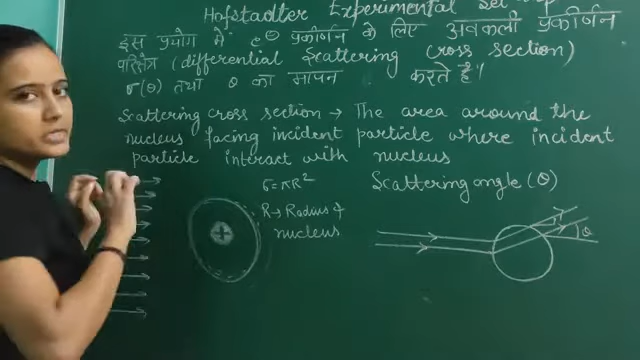 Hofstadter Experimental Set up
इस प्रयोग में e⊖ प्रकीर्णन के लिए अवकली प्रकीर्णन
परिक्षेत्र (differential Scattering cross section)
σ(θ) तथा θ का मापन करते है।
Scattering cross section → The area around the
nucleus facing incident particle where incident
particle interact with nucleus
σ = πR²
Scattering angle (θ)
R → Radius of
nucleus
+
θ